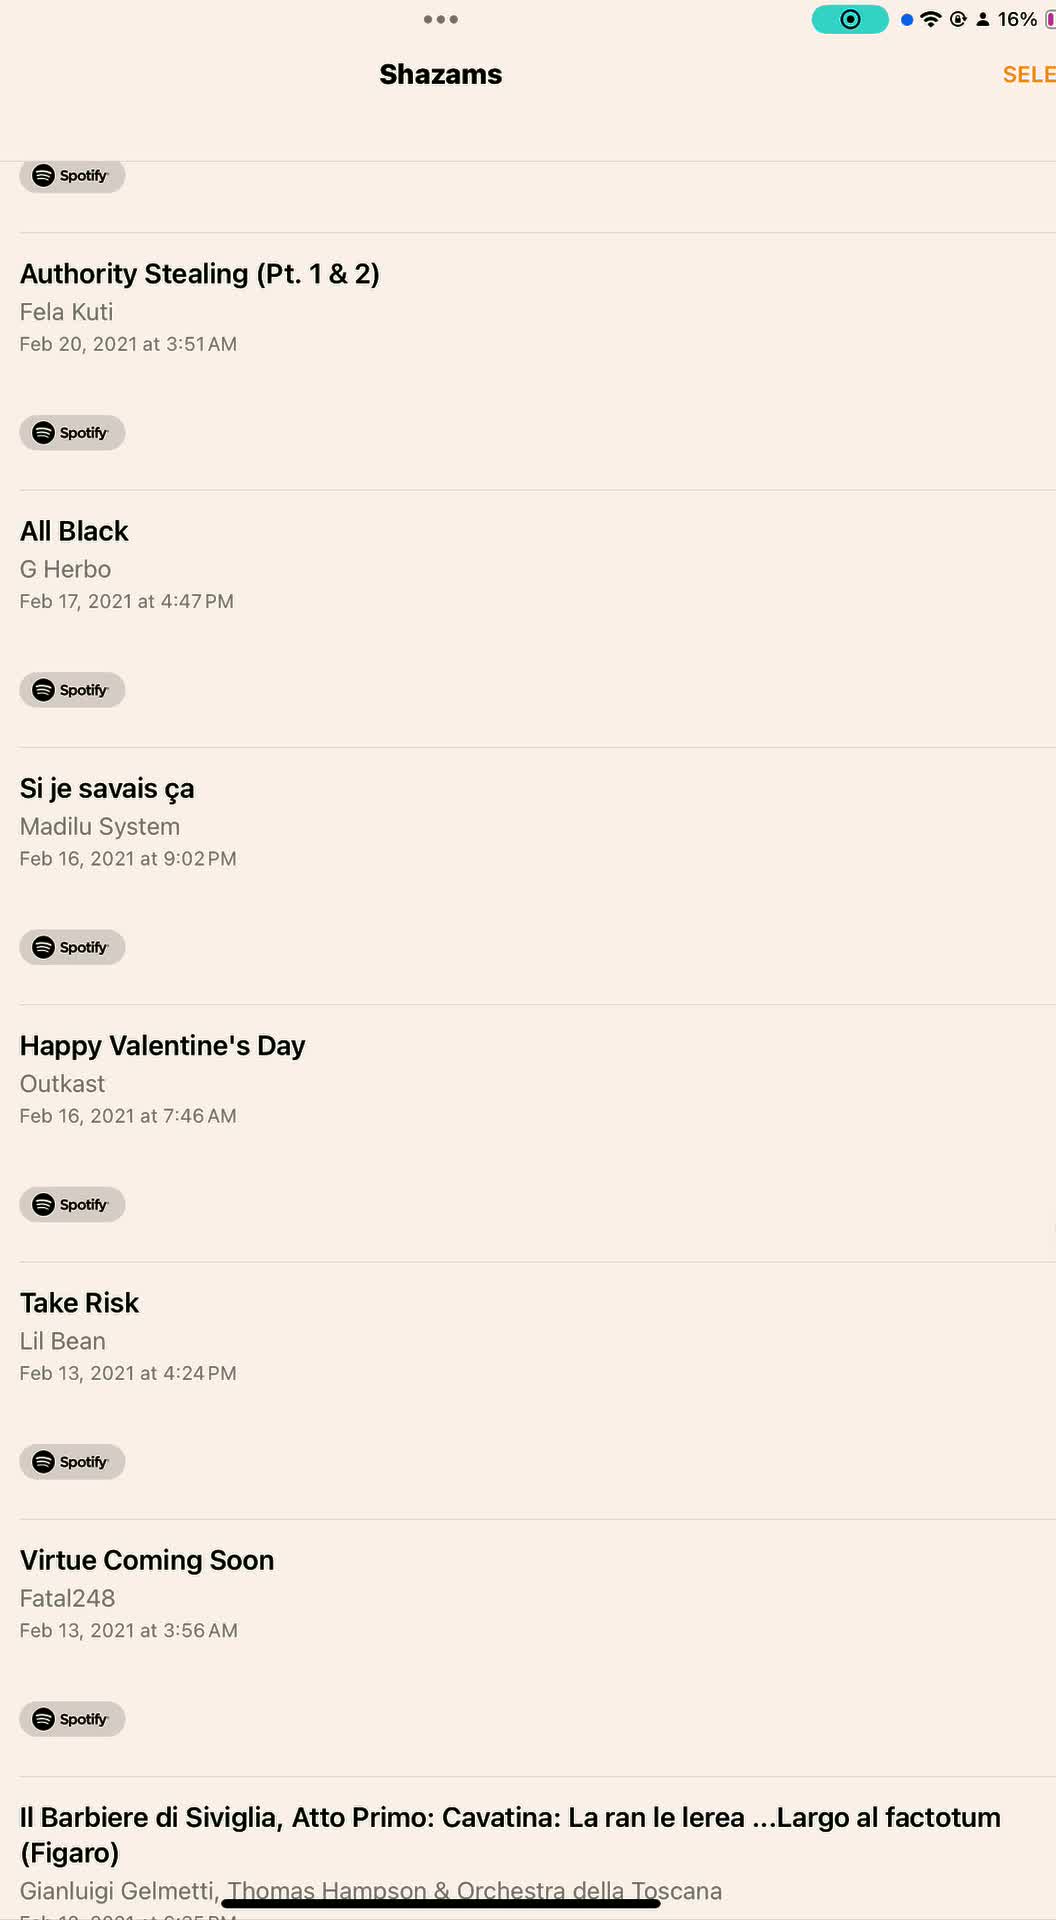 16%
Shazams
SELE
Spotify
Authority Stealing (Pt. 1 & 2)
Fela Kuti
Feb 20, 2021 at 3:51 AM
Spotify
All Black
G Herbo
Feb 17, 2021 at 4:47 PM
Spotify
Si je savais ça
Madilu System
Feb 16, 2021 at 9:02 PM
Spotify
Happy Valentine's Day
Outkast
Feb 16, 2021 at 7:46 AM
Spotify
Take Risk
Lil Bean
Feb 13, 2021 at 4:24 PM
Spotify
Virtue Coming Soon
Fatal248
Feb 13, 2021 at 3:56 AM
Spotify
Il Barbiere di Siviglia, Atto Primo: Cavatina: La ran le lerea ...Largo al factotum
(Figaro)
Gianluigi Gelmetti, Thomas Hampson & Orchestra della Toscana